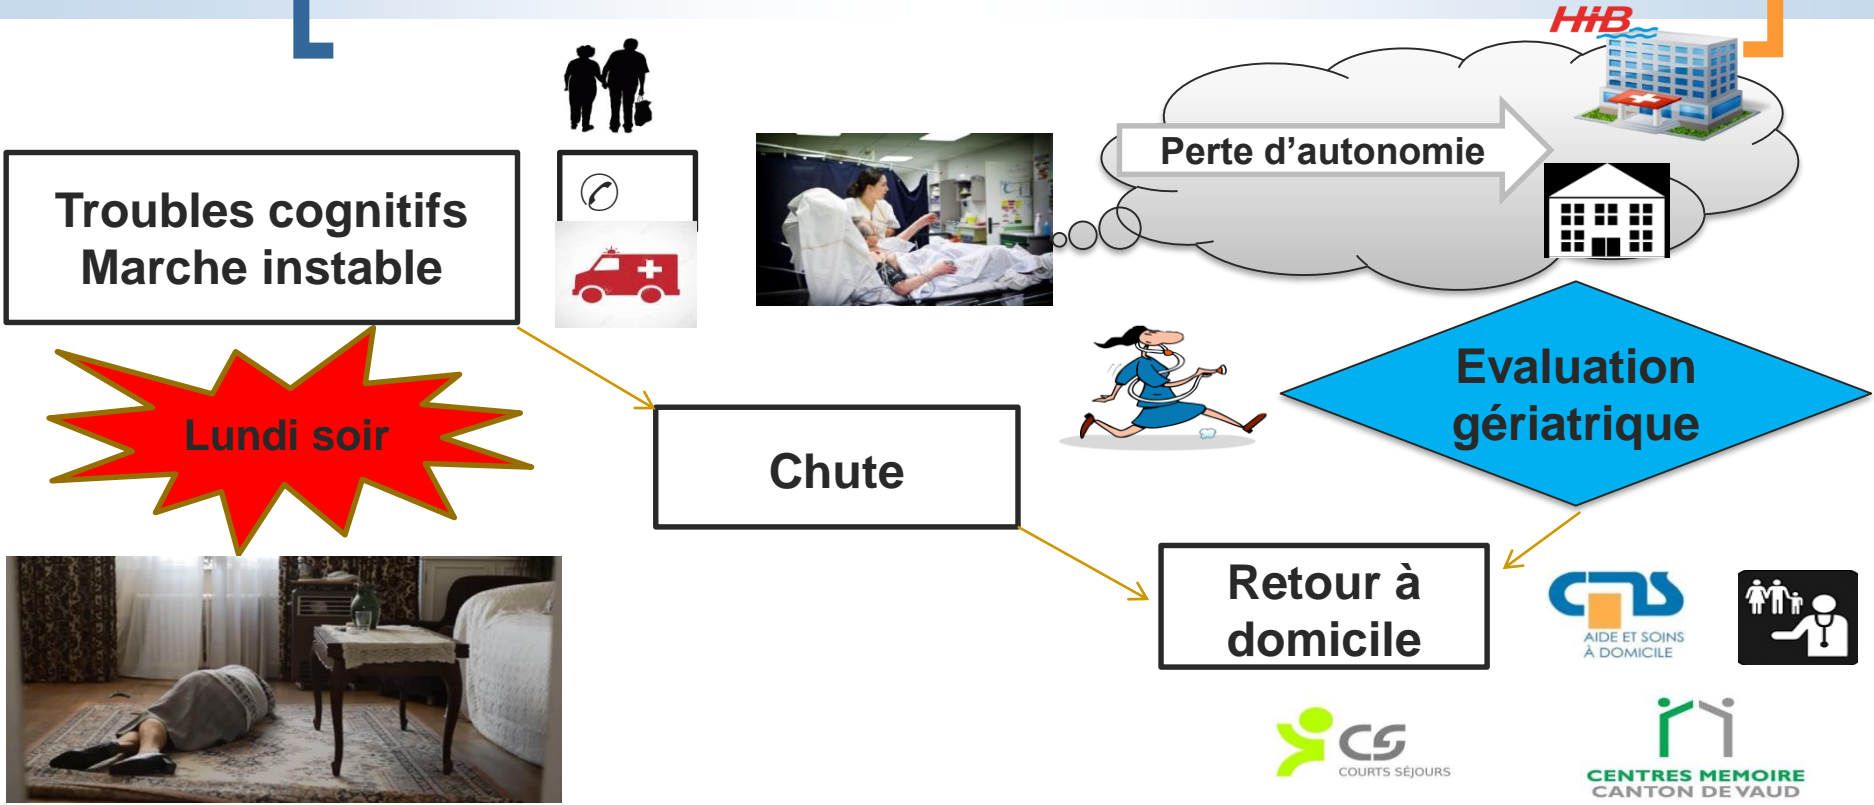 HiB
Perte d’autonomie
Troubles cognitifs
Marche instable
Lundi soir
Chute
Evaluation
gériatrique
Retour à
domicile
cms
AIDE ET SOINS
À DOMICILE
CS
COURTS SÉJOURS
CENTRES MEMOIRE
CANTON DE VAUD